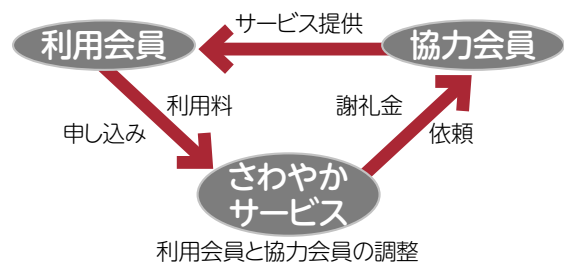 サービス提供
利用会員
協力会員
利用料
謝礼金
申し込み
依頼
さわやか
サービス
利用会員と協力会員の調整